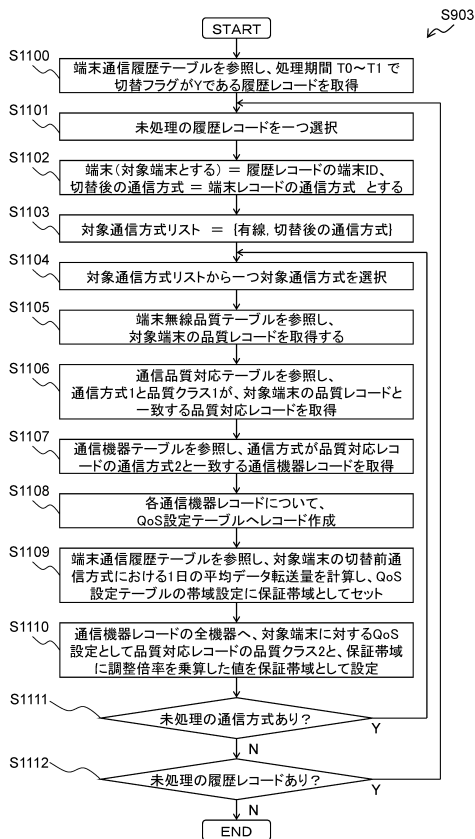 S903
START
S1100
端末通信履歴テーブルを参照し、処理期間 T0～T1 で
切替フラグがYである履歴レコードを取得
S1101
未処理の履歴レコードを一つ選択
S1102
端末(対象端末とする) ＝ 履歴レコードの端末ID、
切替後の通信方式 ＝ 端末レコードの通信方式 とする
S1103
対象通信方式リスト ＝ {有線, 切替後の通信方式}
S1104
対象通信方式リストから一つ対象通信方式を選択
S1105
端末無線品質テーブルを参照し、
対象端末の品質レコードを取得する
S1106
通信品質対応テーブルを参照し、
通信方式1と品質クラス1が、対象端末の品質レコードと
一致する品質対応レコードを取得
S1107
通信機器テーブルを参照し、通信方式が品質対応レコ
ードの通信方式2と一致する通信機器レコードを取得
S1108
各通信機器レコードについて、
QoS設定テーブルへレコード作成
S1109
端末通信履歴テーブルを参照し、対象端末の切替前通
信方式における1日の平均データ転送量を計算し、QoS
設定テーブルの帯域設定に保証帯域としてセット
S1110
通信機器レコードの全機器へ、対象端末に対するQoS
設定として品質対応レコードの品質クラス2と、保証帯域
に調整倍率を乗算した値を保証帯域として設定
S1111
未処理の通信方式あり？
Y
N
S1112
未処理の履歴レコードあり？
Y
N
END